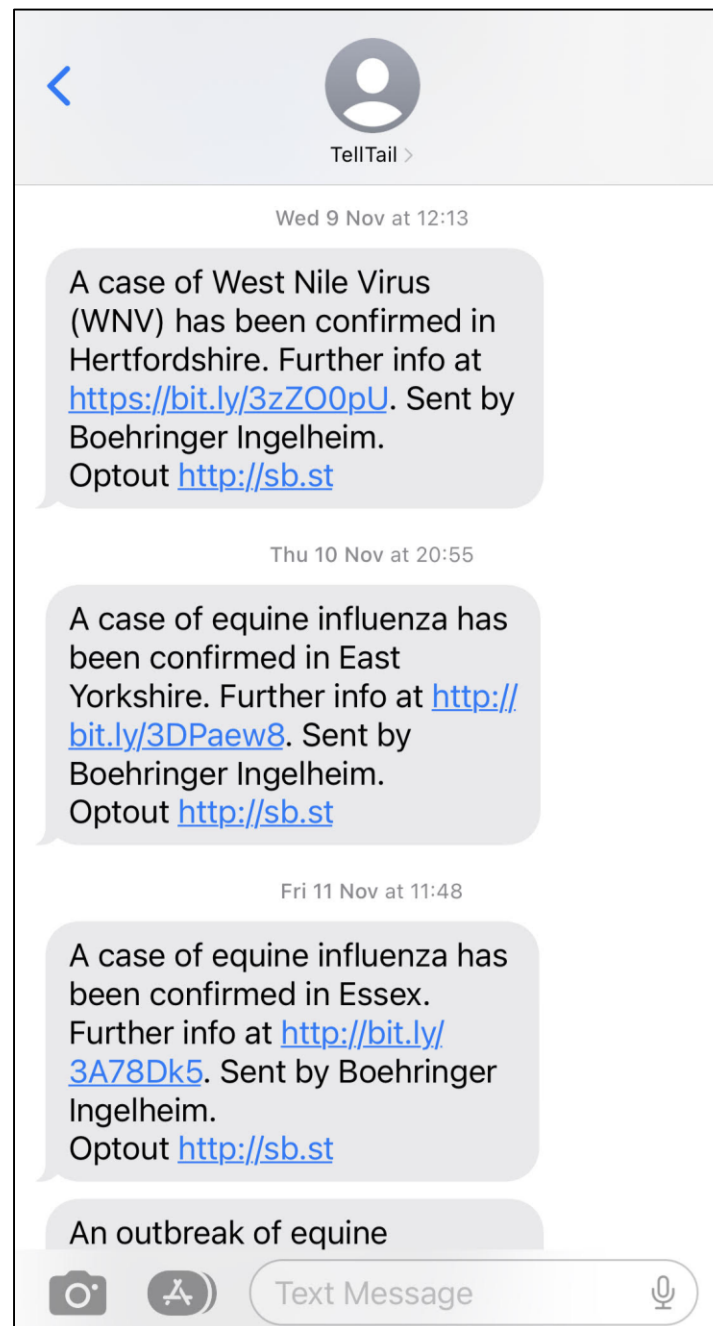 TellTail >
Wed 9 Nov at 12:13
A case of West Nile Virus
(WNV) has been confirmed in
Hertfordshire. Further info at
https://bit.ly/3zZO0pU. Sent by
Boehringer Ingelheim.
Optout http://sb.st
Thu 10 Nov at 20:55
A case of equine influenza has
been confirmed in East
Yorkshire. Further info at http://
bit.ly/3DPaew8. Sent by
Boehringer Ingelheim.
Optout http://sb.st
Fri 11 Nov at 11:48
A case of equine influenza has
been confirmed in Essex.
Further info at http://bit.ly/
3A78Dk5. Sent by Boehringer
Ingelheim.
Optout http://sb.st
An outbreak of equine
Text Message